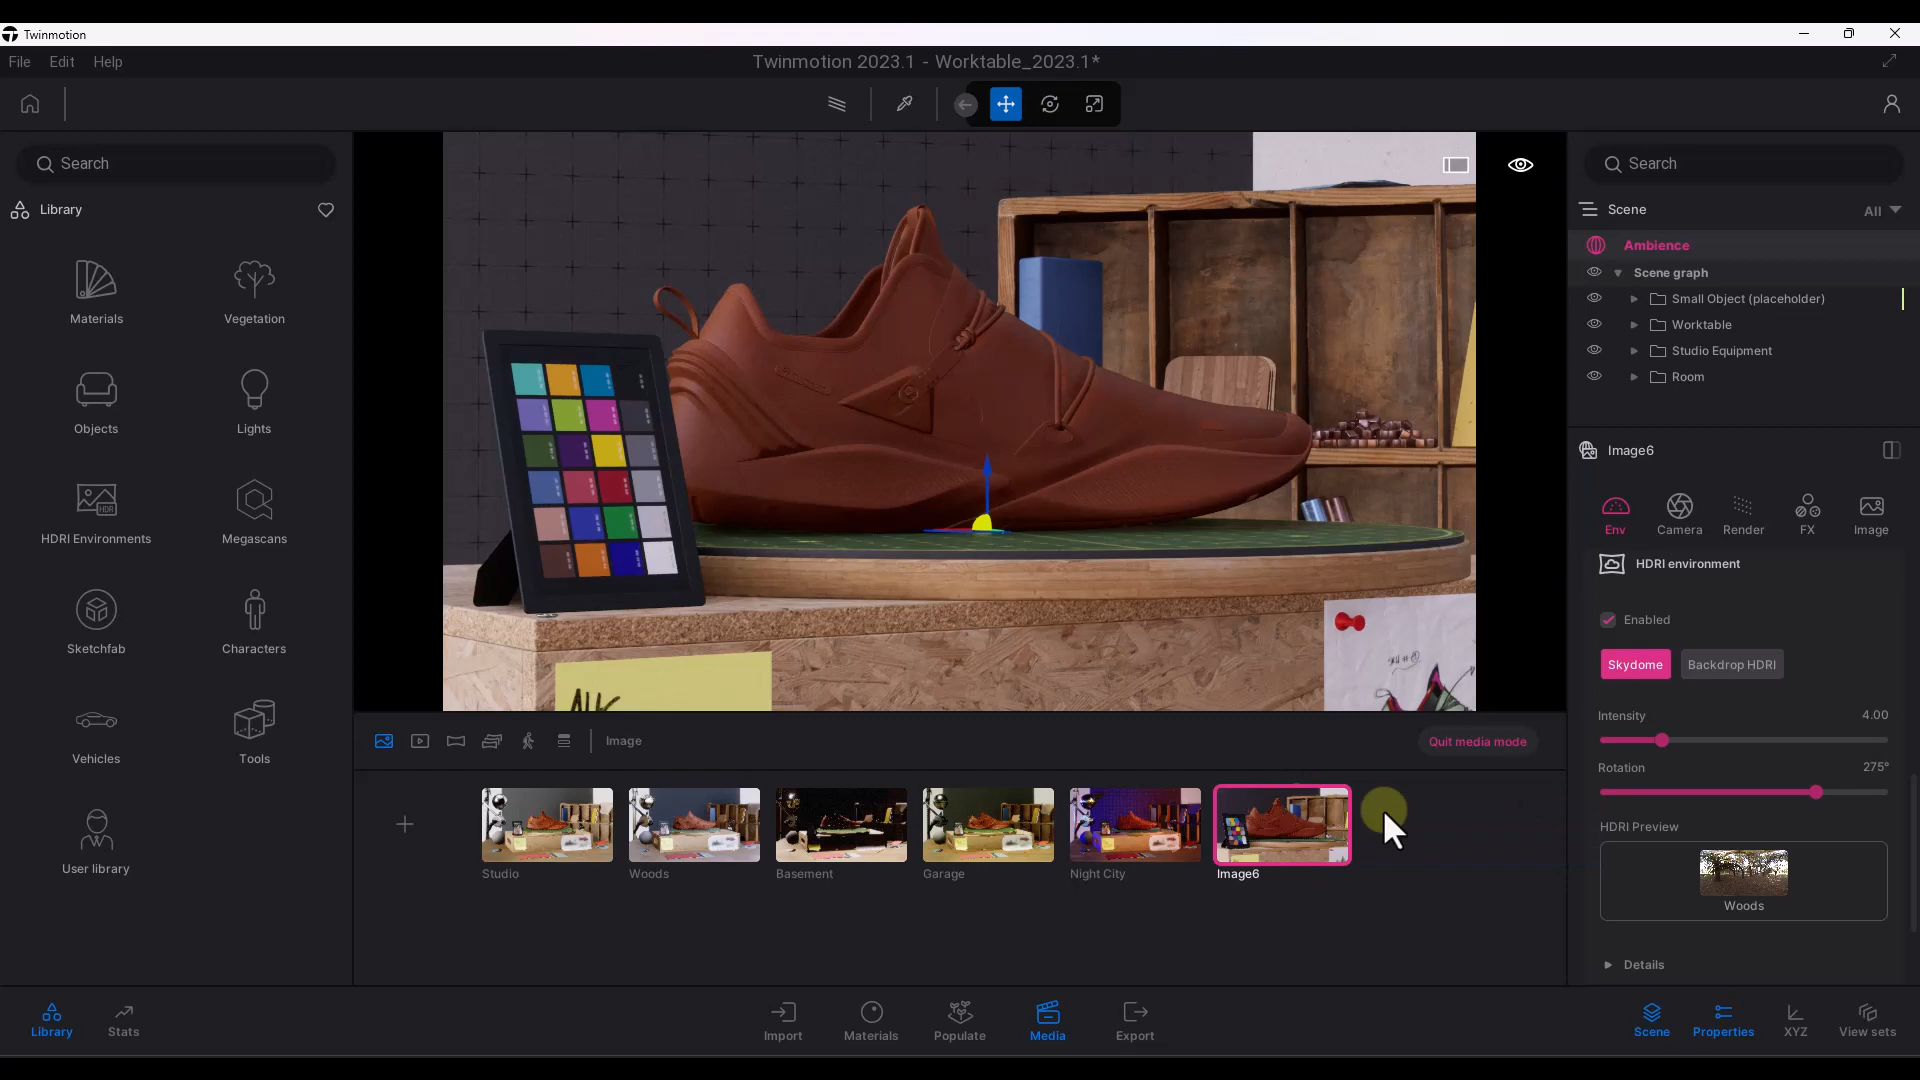 Twinmotion
File Edit Help
Twinmotion 2023.1 - Worktable_2023.1*
Search
Library
Materials
Vegetation
Objects
Lights
HDRI Environments
Megascans
Sketchfab
Characters
Vehicles
Tools
User library
Image
Quit media mode
Studio
Woods
Basement
Garage
Night City
Image6
Search
Scene
All
Ambience
Scene graph
Small Object (placeholder)
Worktable
Studio Equipment
Room
Image6
Env
Camera
Render
FX
Image
HDRI environment
Enabled
Skydome
Backdrop HDRI
Intensity
4.00
Rotation
275°
HDRI Preview
Woods
Details
Library
Stats
Import
Materials
Populate
Media
Export
Scene
Properties
XYZ
View sets